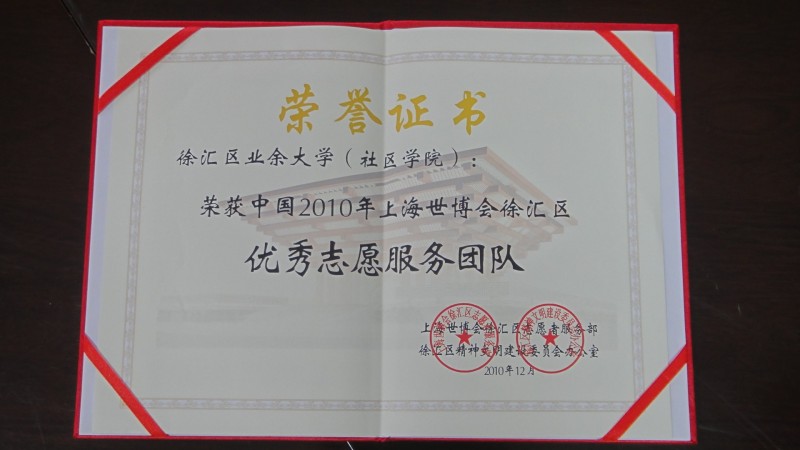 荣誉证书
徐汇区业余大学（社区学院）：
荣获中国2010年上海世博会徐汇区
优秀志愿服务团队
上海世博会徐汇区志愿者服务部
徐汇区精神文明建设委员会办公室
2010年12月